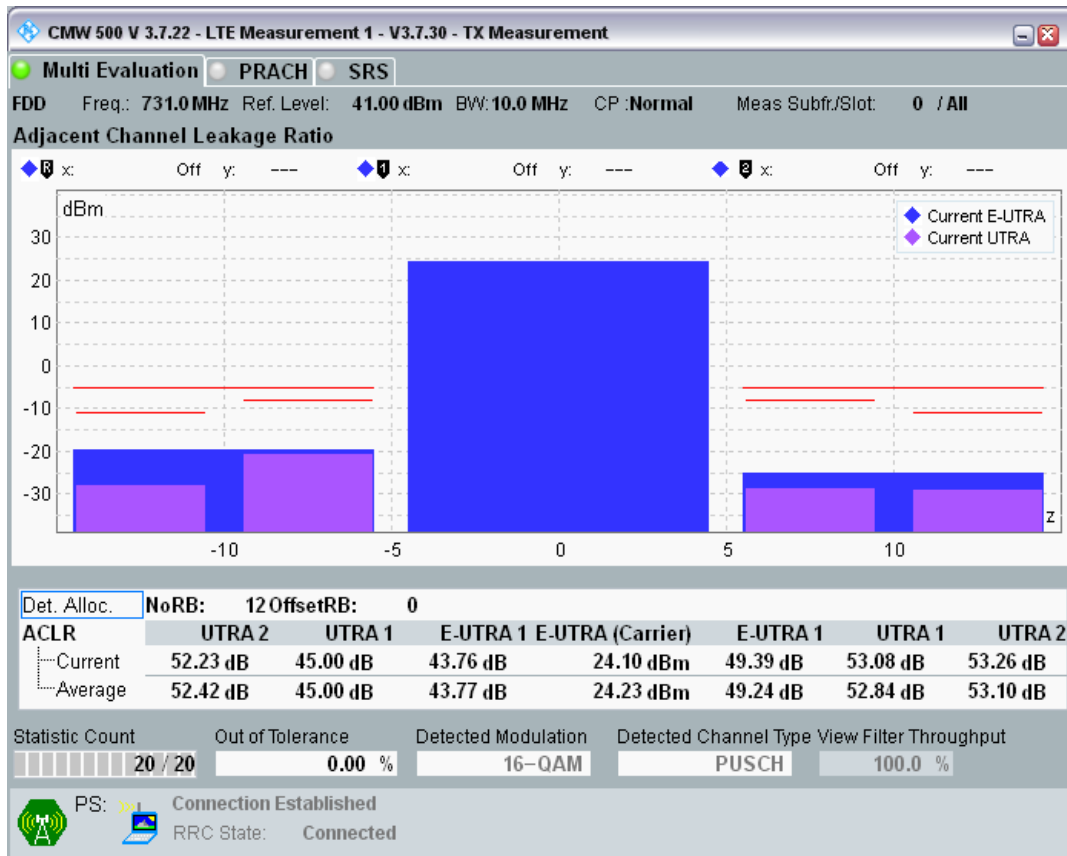 CMW 500 V 3.7.22 - LTE Measurement 1 - V3.7.30 - TX Measurement
Multi Evaluation PRACH SRS
FDD Freq.: 731.0 MHz Ref. Level: 41.00 dBm BW: 10.0 MHz CP :Normal Meas Subfr./Slot: 0 / All
Adjacent Channel Leakage Ratio
R x: Off y: --- 1 x: Off y: --- 2 x: Off y: ---
dBm
Current E-UTRA
Current UTRA
30
20
10
0
-10
-20
-30
z
-10 -5 0 5 10
Det. Alloc. NoRB: 12 OffsetRB: 0
ACLR UTRA 2 UTRA 1 E-UTRA 1 E-UTRA (Carrier) E-UTRA 1 UTRA 1 UTRA 2
Current 52.23 dB 45.00 dB 43.76 dB 24.10 dBm 49.39 dB 53.08 dB 53.26 dB
Average 52.42 dB 45.00 dB 43.77 dB 24.23 dBm 49.24 dB 52.84 dB 53.10 dB
Statistic Count Out of Tolerance Detected Modulation Detected Channel Type View Filter Throughput
20 / 20 0.00 % 16-QAM PUSCH 100.0 %
PS: Connection Established
RRC State: Connected